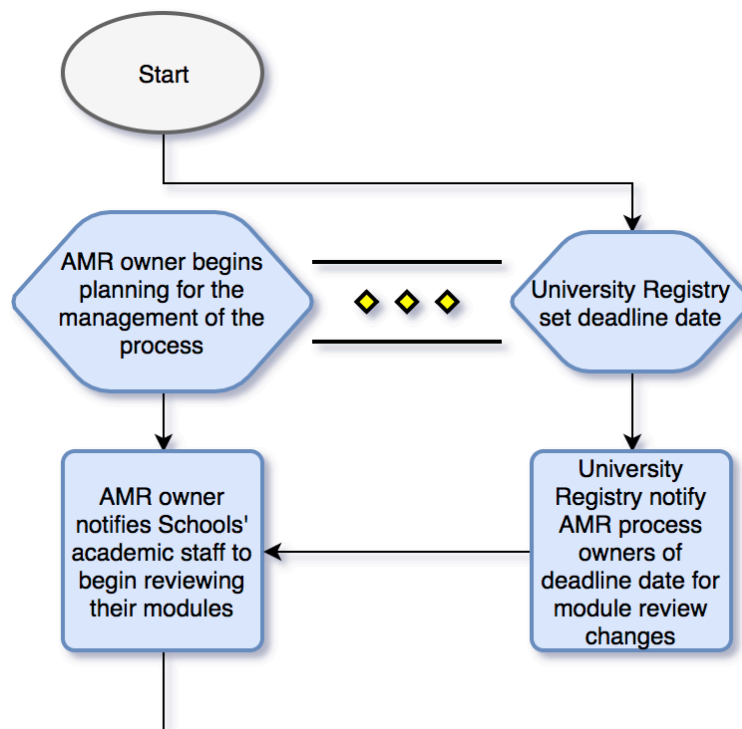 Start
AMR owner begins
planning for the
management of the
process
University Registry
set deadline date
AMR owner
notifies Schools'
academic staff to
begin reviewing
their modules
University
Registry notify
AMR process
owners of
deadline date for
module review
changes